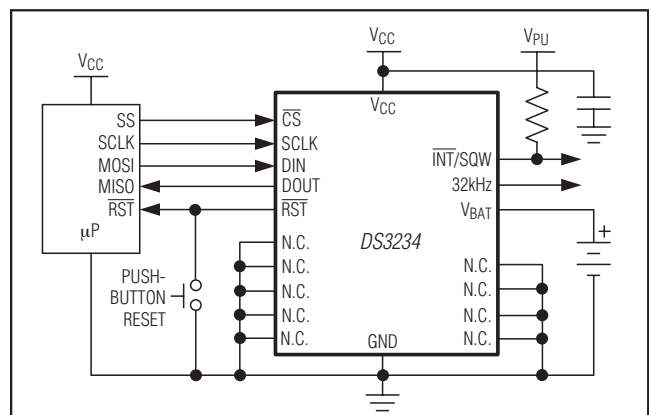 VCC
VPU
VCC
VCC
SS
CS
SCLK
SCLK
MOSI
DIN
INT/SQW
MISO
DOUT
32kHz
RST
RST
VBAT
µP
DS3234
+
N.C.
N.C.
N.C.
N.C.
N.C.
PUSH-
BUTTON
RESET
N.C.
N.C.
N.C.
N.C.
GND